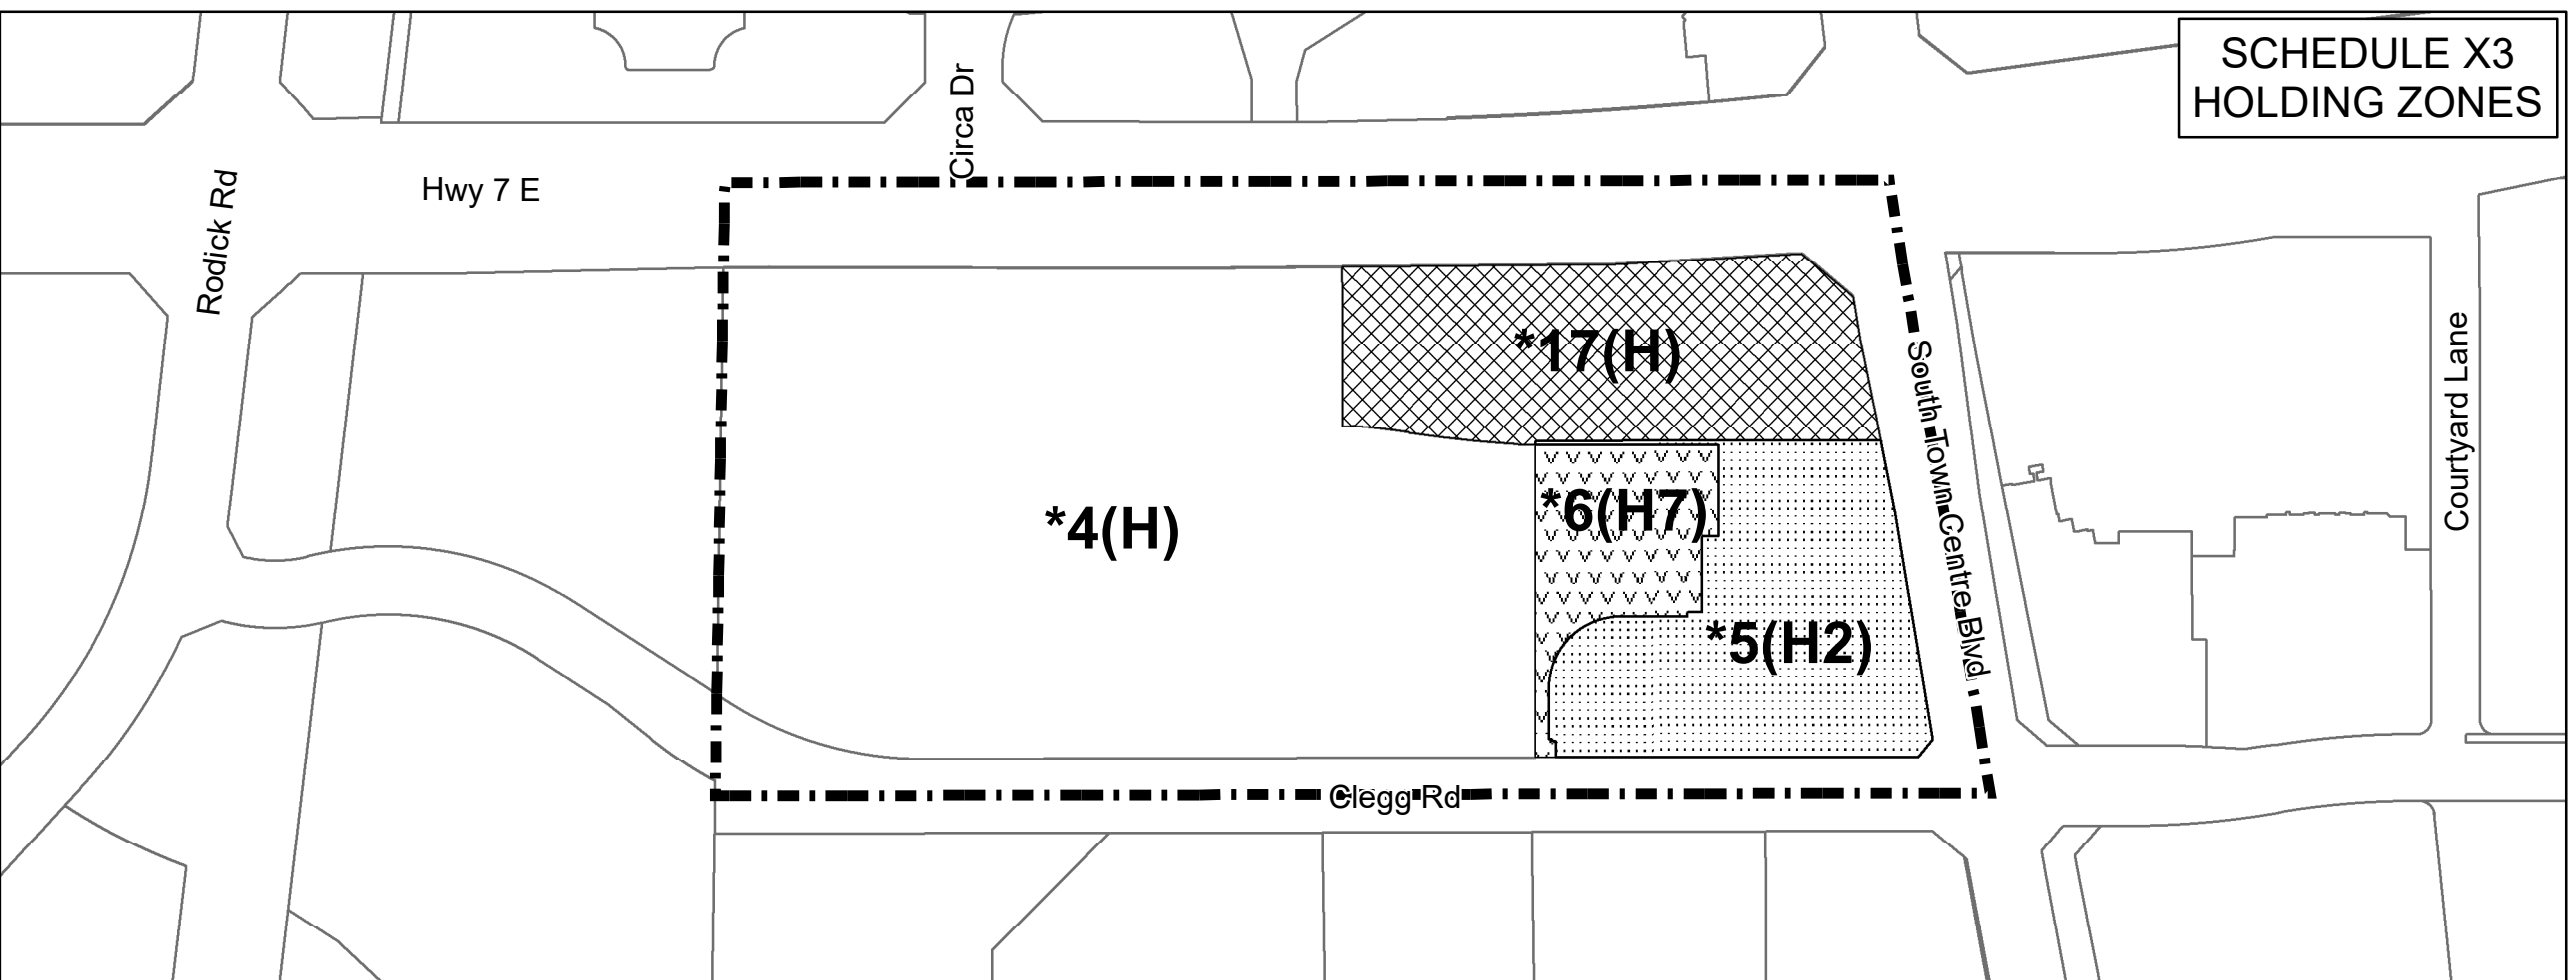 SCHEDULE X3
HOLDING ZONES
Circa Dr
Hwy 7 E
Rodick Rd
*17(H)
South Town Centre Blvd
Courtyard Lane
*4(H)
*6(H7)
*5(H2)
Clegg Rd